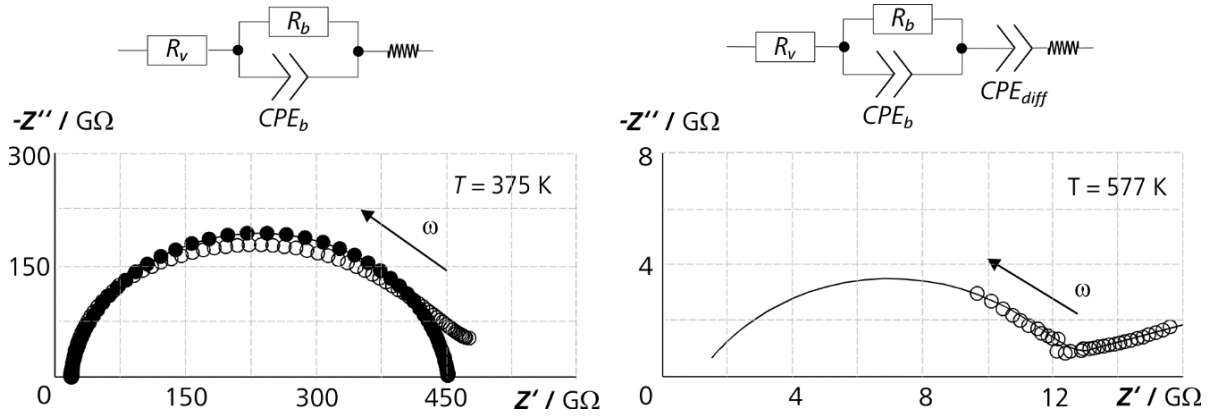 R_b
R_v
CPE_b
-Z'' / GΩ
300
T = 375 K
ω
150
0
150
300
450
Z' / GΩ
R_b
R_v
CPE_diff
CPE_b
-Z'' / GΩ
8
T = 577 K
4
ω
0
4
8
12
Z' / GΩ